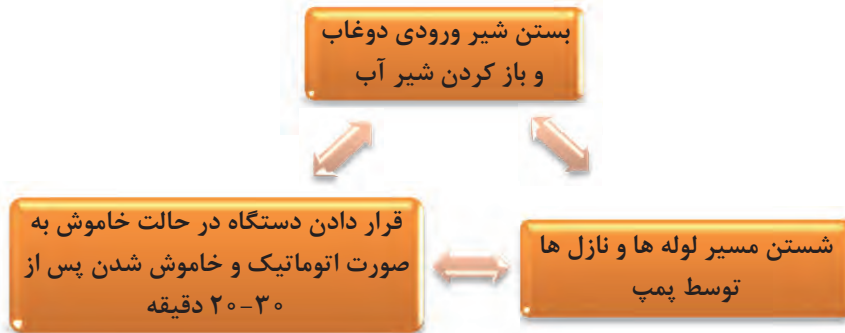 بستن شیر ورودی دوغاب
و باز کردن شیر آب
شستن مسیر لوله ها و نازل ها
توسط پمپ
قرار دادن دستگاه در حالت خاموش به
صورت اتوماتیک و خاموش شدن پس از
۳۰-۲۰ دقیقه